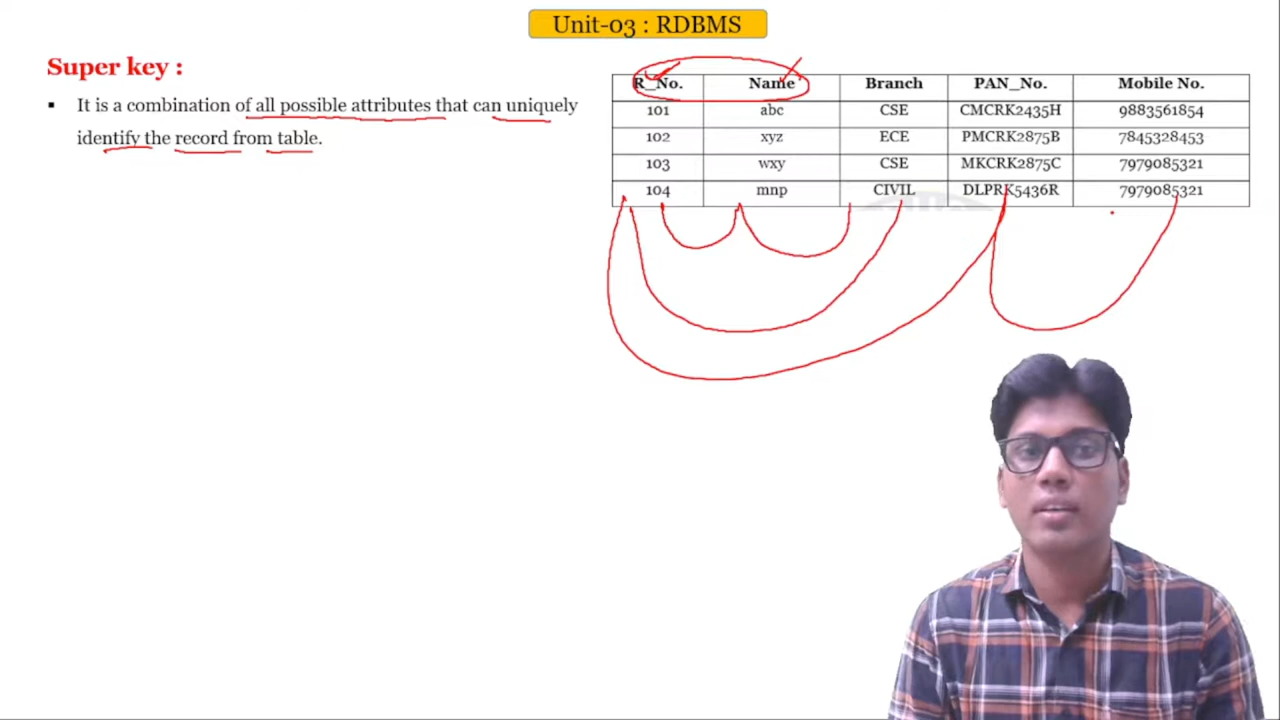 Unit-03 : RDBMS
Super key :
▪ It is a combination of all possible attributes that can uniquely
identify the record from table.
R_No. Name Branch PAN_No. Mobile No.
101 abc CSE CMCRK2435H 9883561854
102 xyz ECE PMCRK2875B 7845328453
103 wxy CSE MKCRK2875C 7979085321
104 mnp CIVIL DLPRK5436R 7979085321